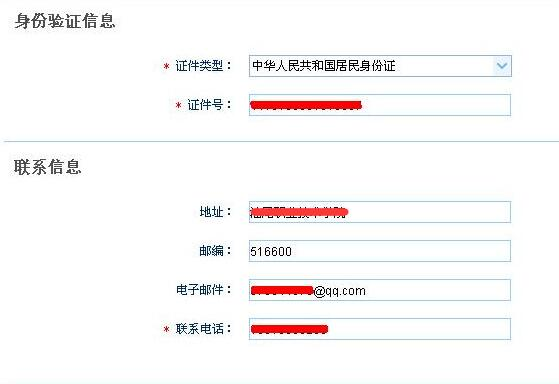 身份验证信息
* 证件类型： 中华人民共和国居民身份证
* 证件号：
联系信息
地址：
邮编： 516600
电子邮件： @qq.com
* 联系电话：